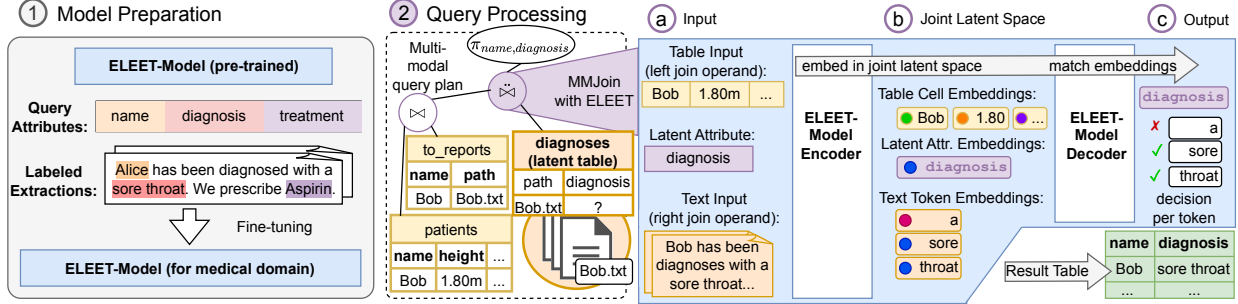 1 Model Preparation
ELEET-Model (pre-trained)
Query
Attributes:
name diagnosis treatment
Labeled
Extractions:
Alice has been diagnosed with a
sore throat. We prescribe Aspirin.
Fine-tuning
ELEET-Model (for medical domain)
2 Query Processing
πname,diagnosis
Multi-
modal
query plan
⋈
⋈̈
MMJoin
with ELEET
to_reports
name path
Bob Bob.txt
diagnoses
(latent table)
path diagnosis
Bob.txt ?
patients
name height ...
Bob 1.80m ...
Bob.txt
a Input
Table Input
(left join operand):
Bob 1.80m ...
Latent Attribute:
diagnosis
Text Input
(right join operand):
Bob has been
diagnoses with a
sore throat...
b Joint Latent Space
embed in joint latent space match embeddings
ELEET-
Model
Encoder
Table Cell Embeddings:
Bob 1.80 ...
Latent Attr. Embeddings:
diagnosis
Text Token Embeddings:
a
sore
throat
ELEET-
Model
Decoder
c Output
diagnosis
✗ a
✓ sore
✓ throat
decision
per token
Result Table
name diagnosis
Bob sore throat
... ...